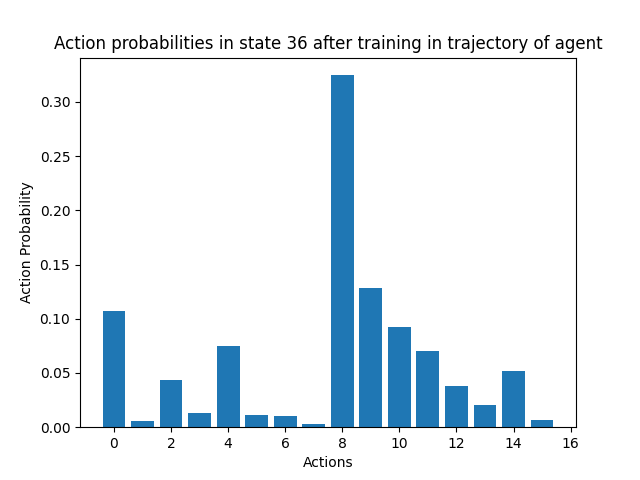 Action probabilities in state 36 after training in trajectory of agent
0.30
0.25
0.20
0.15
0.10
0.05
0.00
Action Probability
0 2 4 6 8 10 12 14 16
Actions